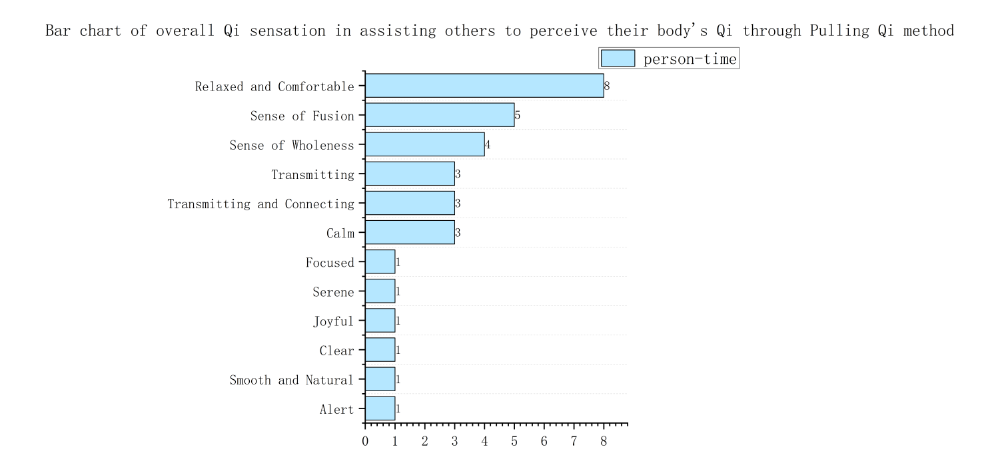 Bar chart of overall Qi sensation in assisting others to perceive their body's Qi through Pulling Qi method
person-time
Relaxed and Comfortable 8
Sense of Fusion 5
Sense of Wholeness 4
Transmitting 3
Transmitting and Connecting 3
Calm 3
Focused 1
Serene 1
Joyful 1
Clear 1
Smooth and Natural 1
Alert 1
0 1 2 3 4 5 6 7 8